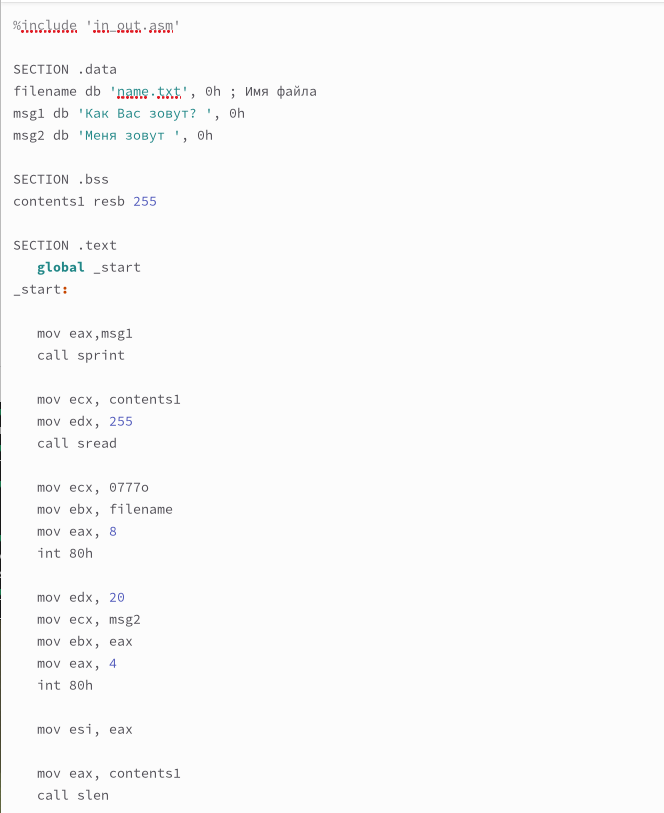 %include 'in_out.asm'
SECTION .data
filename db 'name.txt', 0h ; Имя файла
msg1 db 'Как Вас зовут? ', 0h
msg2 db 'Меня зовут ', 0h
SECTION .bss
contents1 resb 255
SECTION .text
global _start
_start:
mov eax,msg1
call sprint
mov ecx, contents1
mov edx, 255
call sread
mov ecx, 0777o
mov ebx, filename
mov eax, 8
int 80h
mov edx, 20
mov ecx, msg2
mov ebx, eax
mov eax, 4
int 80h
mov esi, eax
mov eax, contents1
call slen